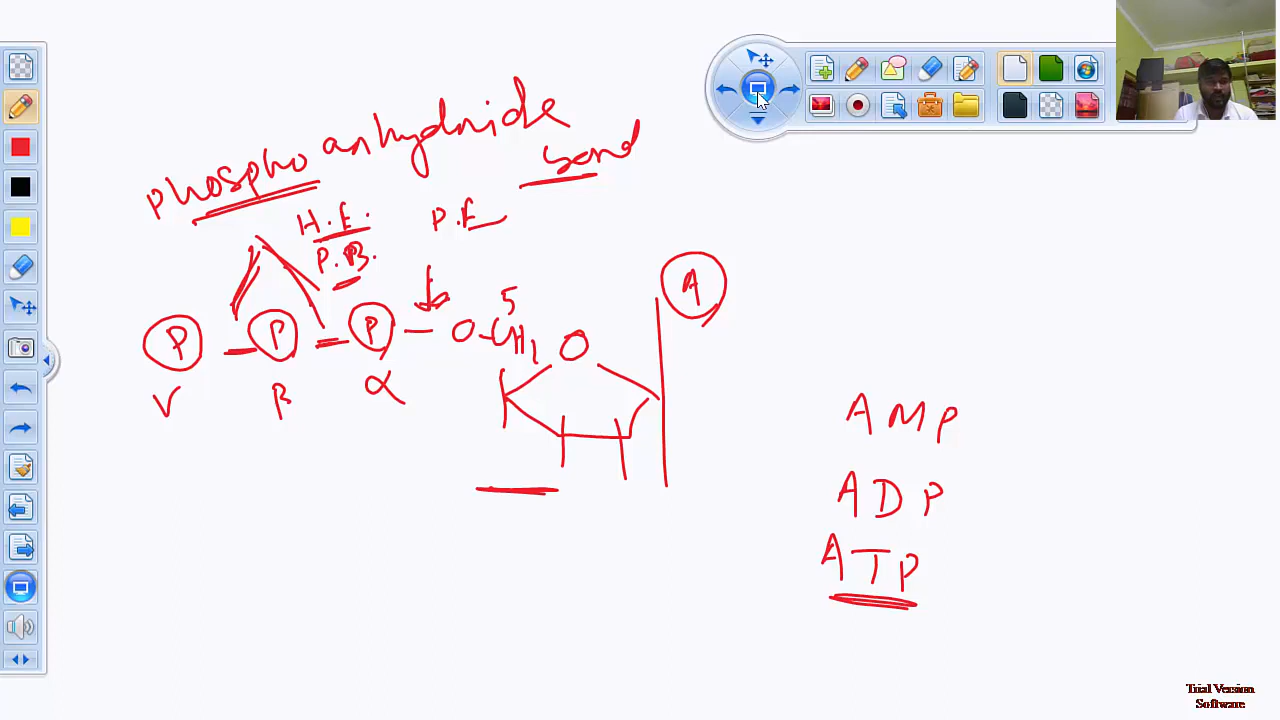 phospho anhydride
bond
H.E. P.E
P.B.
P - P - P - O - CH2
5
γ β α
O
A
AMP
ADP
ATP
Trial Version
Software